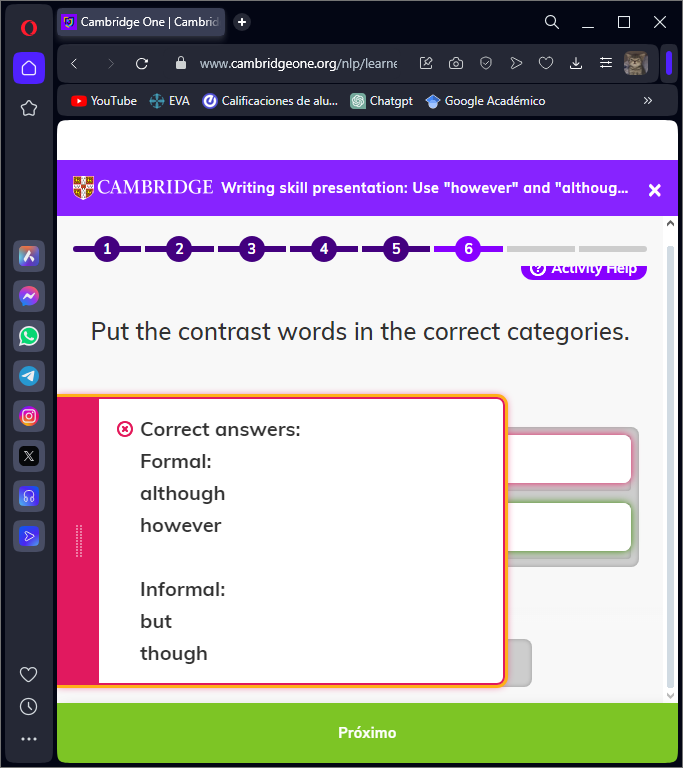 Cambridge One | Cambrid
www.cambridgeone.org/nlp/learne
YouTube
EVA
Calificaciones de alu...
Chatgpt
Google Académico
CAMBRIDGE
Writing skill presentation: Use "however" and "althoug...
1 2 3 4 5 6
Activity Help
Put the contrast words in the correct categories.
Correct answers:
Formal:
although
however
Informal:
but
though
Próximo